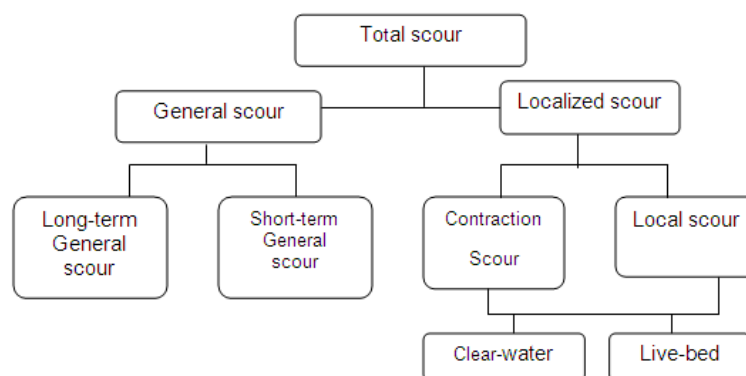 Total scour
General scour
Localized scour
Long-term
General
scour
Short-term
General
scour
Contraction
Scour
Local scour
Clear-water
Live-bed